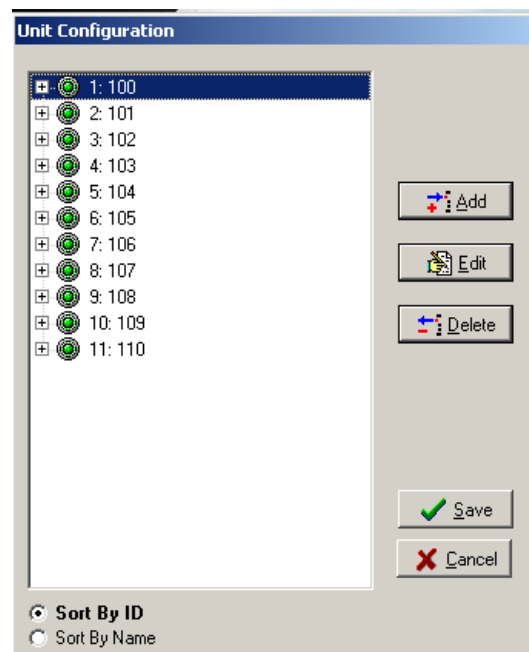 Unit Configuration
1: 100
2: 101
3: 102
4: 103
5: 104
6: 105
7: 106
8: 107
9: 108
10: 109
11: 110
Add
Edit
Delete
Save
Cancel
Sort By ID
Sort By Name